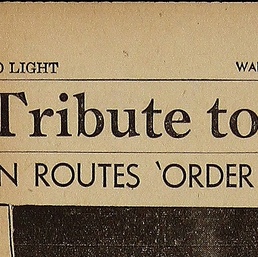 O LIGHT WA
Tribute to
N ROUTES 'ORDER